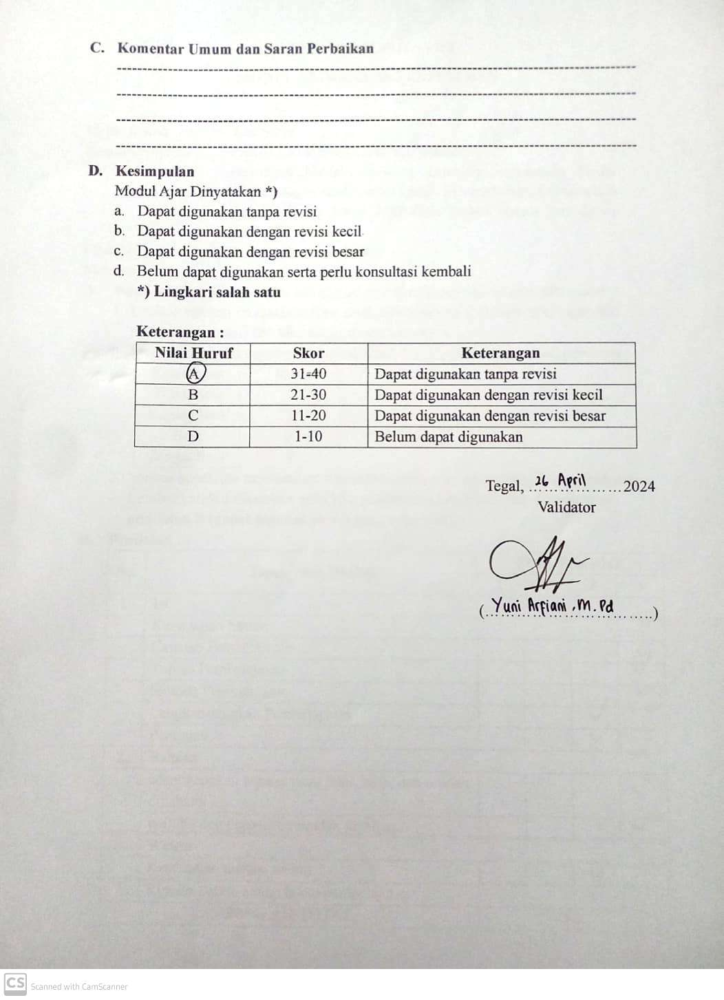 C. Komentar Umum dan Saran Perbaikan
D. Kesimpulan
Modul Ajar Dinyatakan *)
a. Dapat digunakan tanpa revisi
b. Dapat digunakan dengan revisi kecil
c. Dapat digunakan dengan revisi besar
d. Belum dapat digunakan serta perlu konsultasi kembali
*) Lingkari salah satu
Keterangan :
Nilai Huruf Skor Keterangan
A 31-40 Dapat digunakan tanpa revisi
B 21-30 Dapat digunakan dengan revisi kecil
C 11-20 Dapat digunakan dengan revisi besar
D 1-10 Belum dapat digunakan
Tegal, 26 April 2024
Validator
(Yuni Arfiani, M.Pd)
CS Scanned with CamScanner